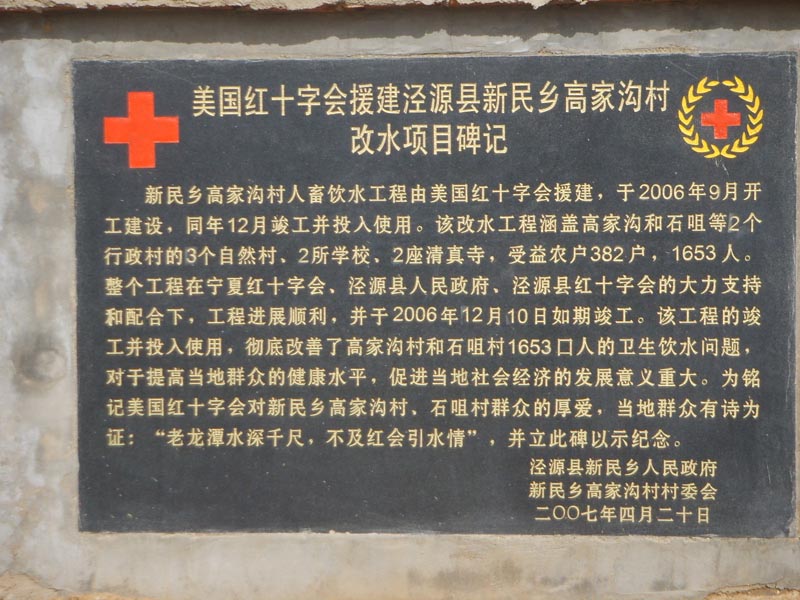 美国红十字会援建泾源县新民乡高家沟村
改水项目碑记
新民乡高家沟村人畜饮水工程由美国红十字会援建，于2006年9月开
工建设，同年12月竣工并投入使用。该改水工程涵盖高家沟和石咀等2个
行政村的3个自然村、2所学校、2座清真寺，受益农户382户，1653人。
整个工程在宁夏红十字会、泾源县人民政府、泾源县红十字会的大力支持
和配合下，工程进展顺利，并于2006年12月10日如期竣工。该工程的竣
工并投入使用，彻底改善了高家沟村和石咀村1653口人的卫生饮水问题，
对于提高当地群众的健康水平，促进当地社会经济的发展意义重大。为铭
记美国红十字会对新民乡高家沟村、石咀村群众的厚爱，当地群众有诗为
证：“老龙潭水深千尺，不及红会引水情”，并立此碑以示纪念。
泾源县新民乡人民政府
新民乡高家沟村村委会
二〇〇七年四月二十日